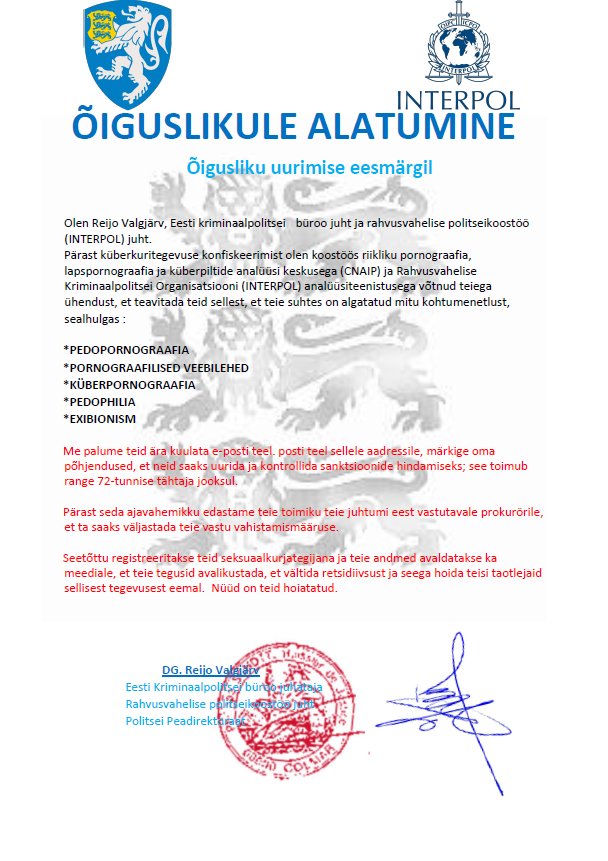 OIPC
ICPO
INTERPOL
INTERPOL
ÕIGUSLIKULE ALATUMINE
Õigusliku uurimise eesmärgil
Olen Reijo Valgjärv, Eesti kriminaalpolitsei büroo juht ja rahvusvahelise politseikoostöö
(INTERPOL) juht.
Pärast küberkuritegevuse konfiskeerimist olen koostöös riikliku pornograafia,
lapspornograafia ja küberpiltide analüüsi keskusega (CNAIP) ja Rahvusvahelise
Kriminaalpolitsei Organisatsiooni (INTERPOL) analüüsiteenistusega võtnud teiega
ühendust, et teavitada teid sellest, et teie suhtes on algatatud mitu kohtumenetlust,
sealhulgas :
*PEDOPORNOGRAAFIA
*PORNOGRAAFILISED VEEBILEHED
*KÜBERPORNOGRAAFIA
*PEDOPHILIA
*EXIBIONISM
Me palume teid ära kuulata e-posti teel. posti teel sellele aadressile, märkige oma
põhjendused, et neid saaks uurida ja kontrollida sanktsioonide hindamiseks; see toimub
range 72-tunnise tähtaja jooksul.
Pärast seda ajavahemikku edastame teie toimiku teie juhtumi eest vastutavale prokurörile,
et ta saaks väljastada teie vastu vahistamismääruse.
Seetõttu registreeritakse teid seksuaalkurjategijana ja teie andmed avaldatakse ka
meediale, et teie tegusid avalikustada, et vältida retsidiivsust ja seega hoida teisi taotlejaid
sellisest tegevusest eemal. Nüüd on teid hoiatatud.
DG. Reijo Valgjärv
Eesti Kriminaalpolitsei büroo juhataja
Rahvusvahelise politseikoostöö juht
Politsei Peadirektoraat
Huissier de Justice
COLMAR